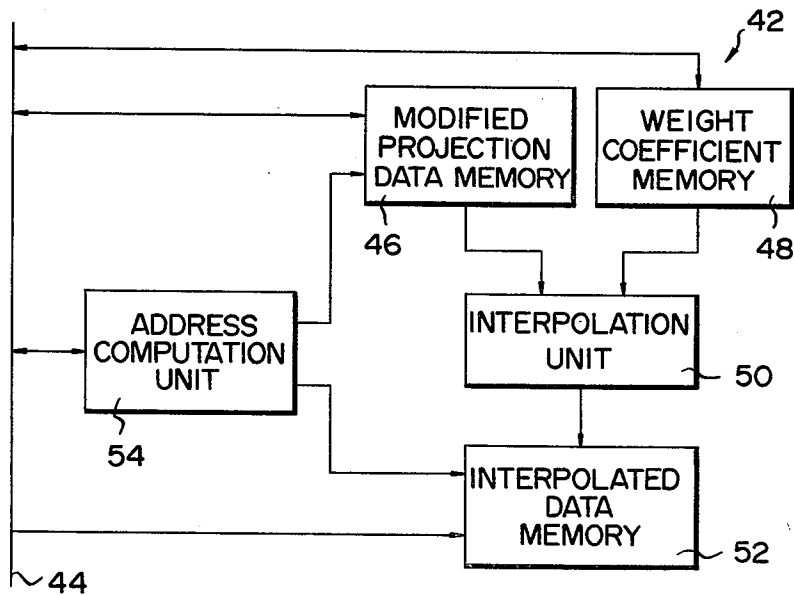 42
MODIFIED
PROJECTION
DATA MEMORY
46
WEIGHT
COEFFICIENT
MEMORY
48
ADDRESS
COMPUTATION
UNIT
54
INTERPOLATION
UNIT
50
INTERPOLATED
DATA
MEMORY
52
44